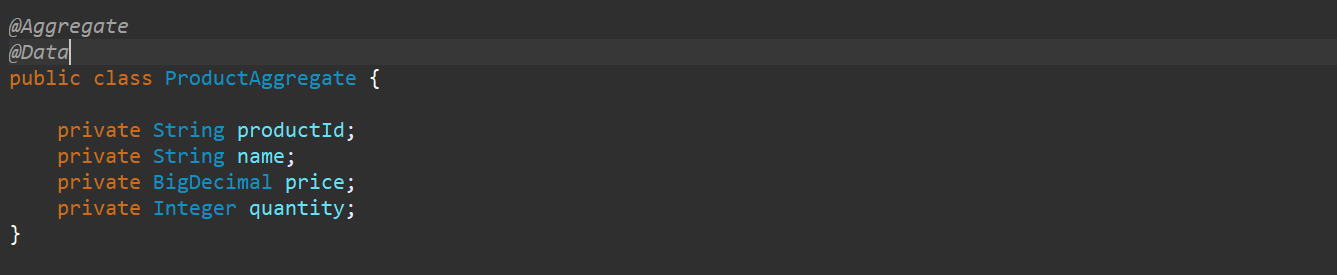 @Aggregate
@Data
public class ProductAggregate {
private String productId;
private String name;
private BigDecimal price;
private Integer quantity;
}